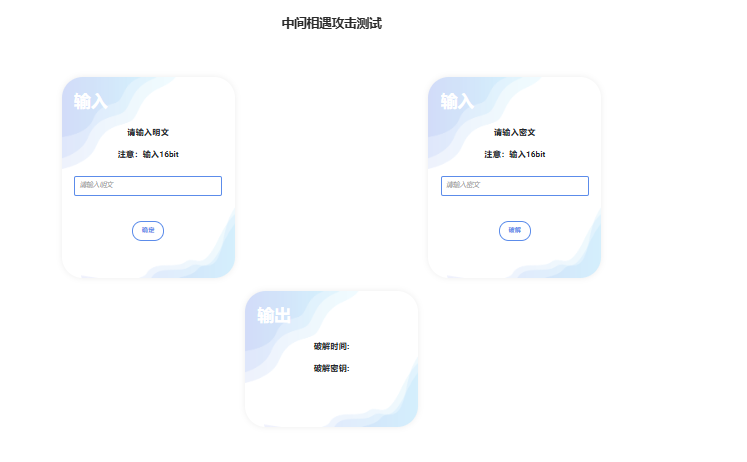 中间相遇攻击测试
输入
请输入明文
注意：输入16bit
请输入明文
确定
输入
请输入密文
注意：输入16bit
请输入密文
破解
输出
破解时间:
破解密钥: